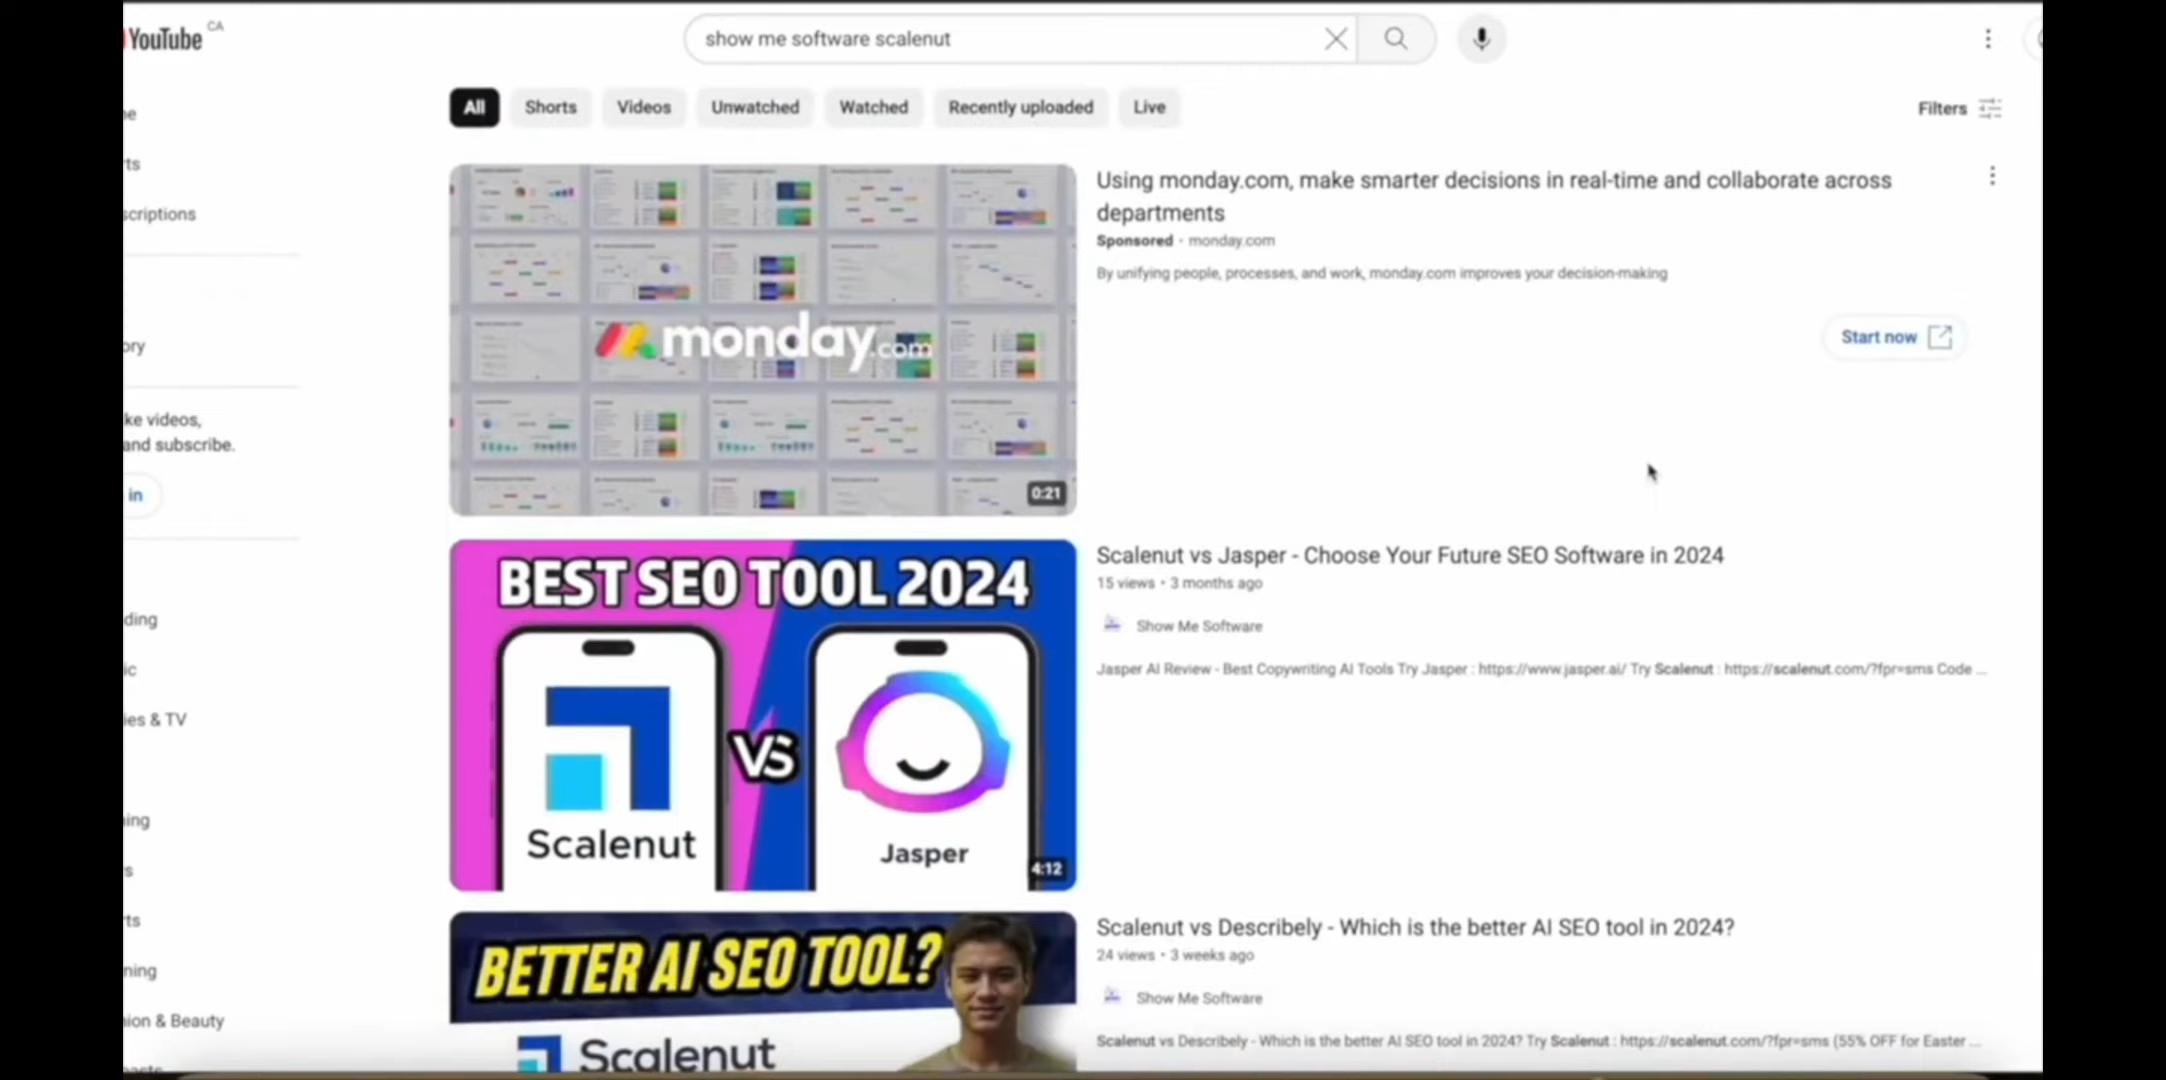 YouTube CA
show me software scalenut
All Shorts Videos Unwatched Watched Recently uploaded Live
Filters
scriptions
ory
ke videos,
and subscribe.
in
ding
ic
ies & TV
ing
s
rts
ning
ion & Beauty
monday.com
0:21
Using monday.com, make smarter decisions in real-time and collaborate across
departments
Sponsored · monday.com
By unifying people, processes, and work, monday.com improves your decision-making
Start now
BEST SEO TOOL 2024
Scalenut
VS
Jasper
4:12
Scalenut vs Jasper - Choose Your Future SEO Software in 2024
15 views · 3 months ago
Show Me Software
Jasper AI Review - Best Copywriting AI Tools Try Jasper : https://www.jasper.ai/ Try Scalenut : https://scalenut.com/?fpr=sms Code ...
BETTER AI SEO TOOL?
Scalenut
Scalenut vs Describely - Which is the better AI SEO tool in 2024?
24 views · 3 weeks ago
Show Me Software
Scalenut vs Describely - Which is the better AI SEO tool in 2024? Try Scalenut : https://scalenut.com/?fpr=sms (55% OFF for Easter ...